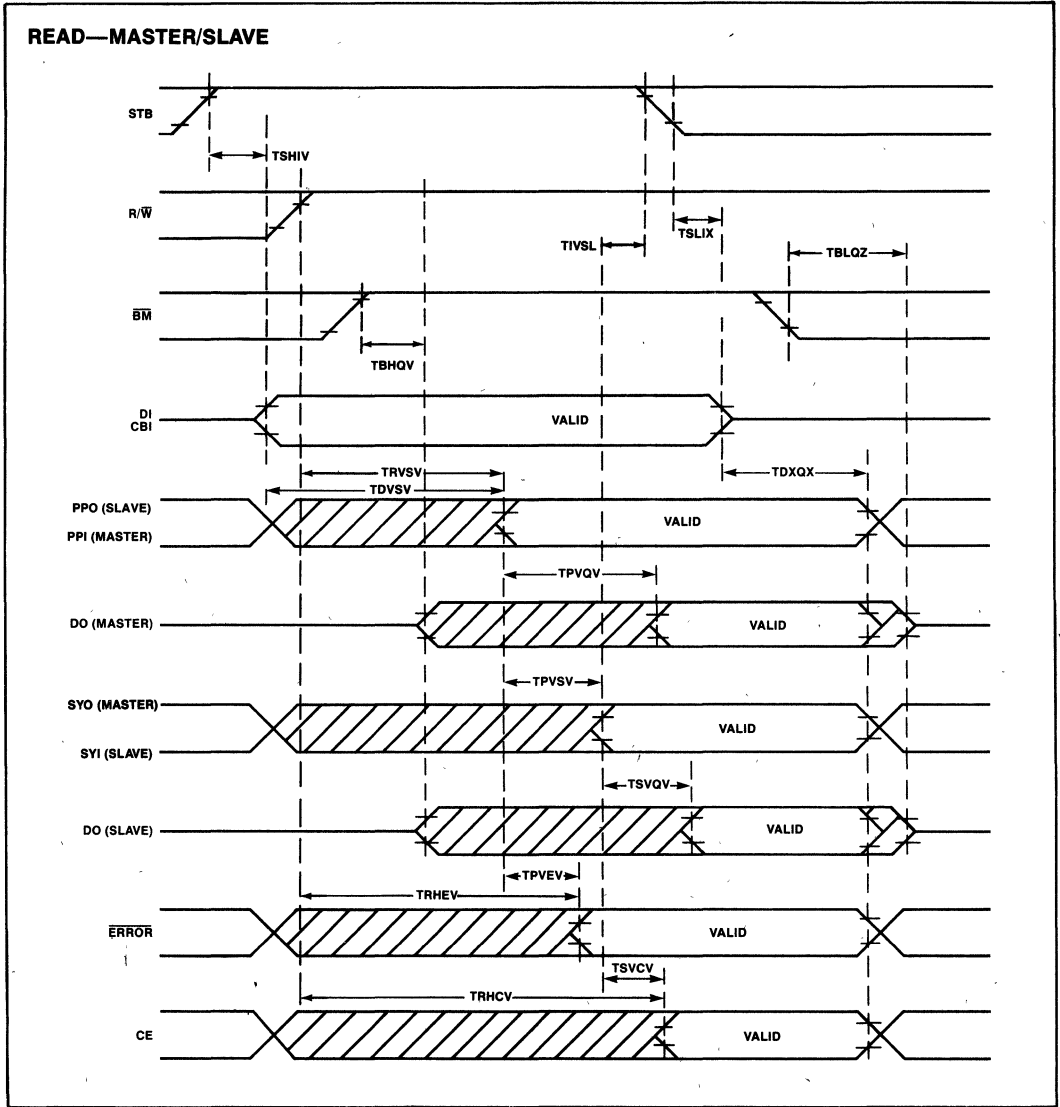 READ—MASTER/SLAVE
STB
TSHIV
R/W̅
TSLIX
TIVSL
TBLQZ
B̅M̅
TBHQV
DI
CBI
VALID
TRVSV
TDXQX
TDVSV
PPO (SLAVE)
VALID
PPI (MASTER)
TPVQV
DO (MASTER)
VALID
TPVSV
SYO (MASTER)
VALID
SYI (SLAVE)
TSVQV
DO (SLAVE)
VALID
TPVEV
TRHEV
E̅R̅R̅O̅R̅
VALID
TSVCV
TRHCV
CE
VALID